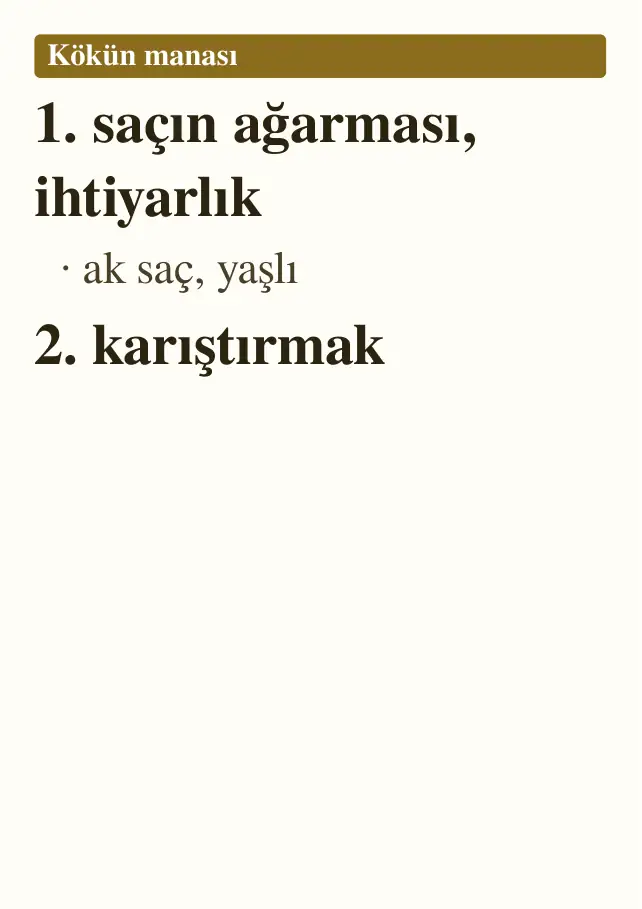 Kökün manası
1. saçın ağarması,
ihtiyarlık
· ak saç, yaşlı
2. karıştırmak